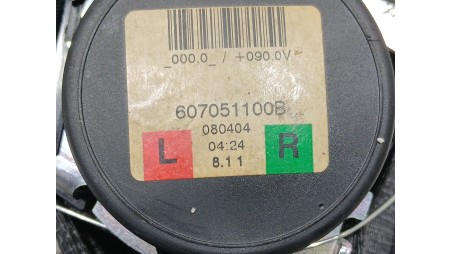 _000.0_ / +090.0V
607051100B
080404
L 04:24 R
8.11